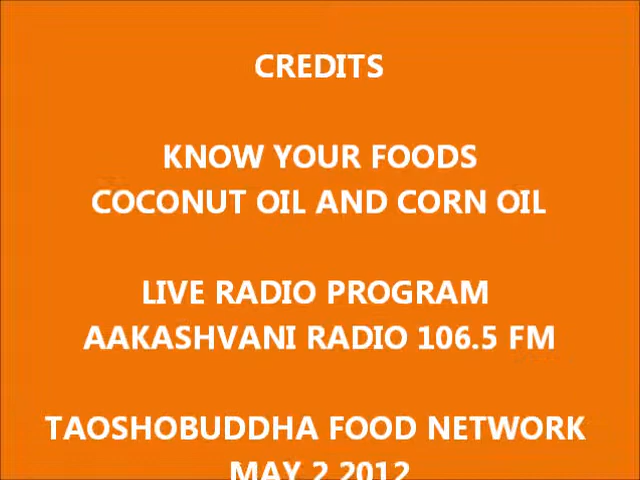 CREDITS
KNOW YOUR FOODS
COCONUT OIL AND CORN OIL
LIVE RADIO PROGRAM
AAKASHVANI RADIO 106.5 FM
TAOSHOBUDDHA FOOD NETWORK
MAY 2 2012